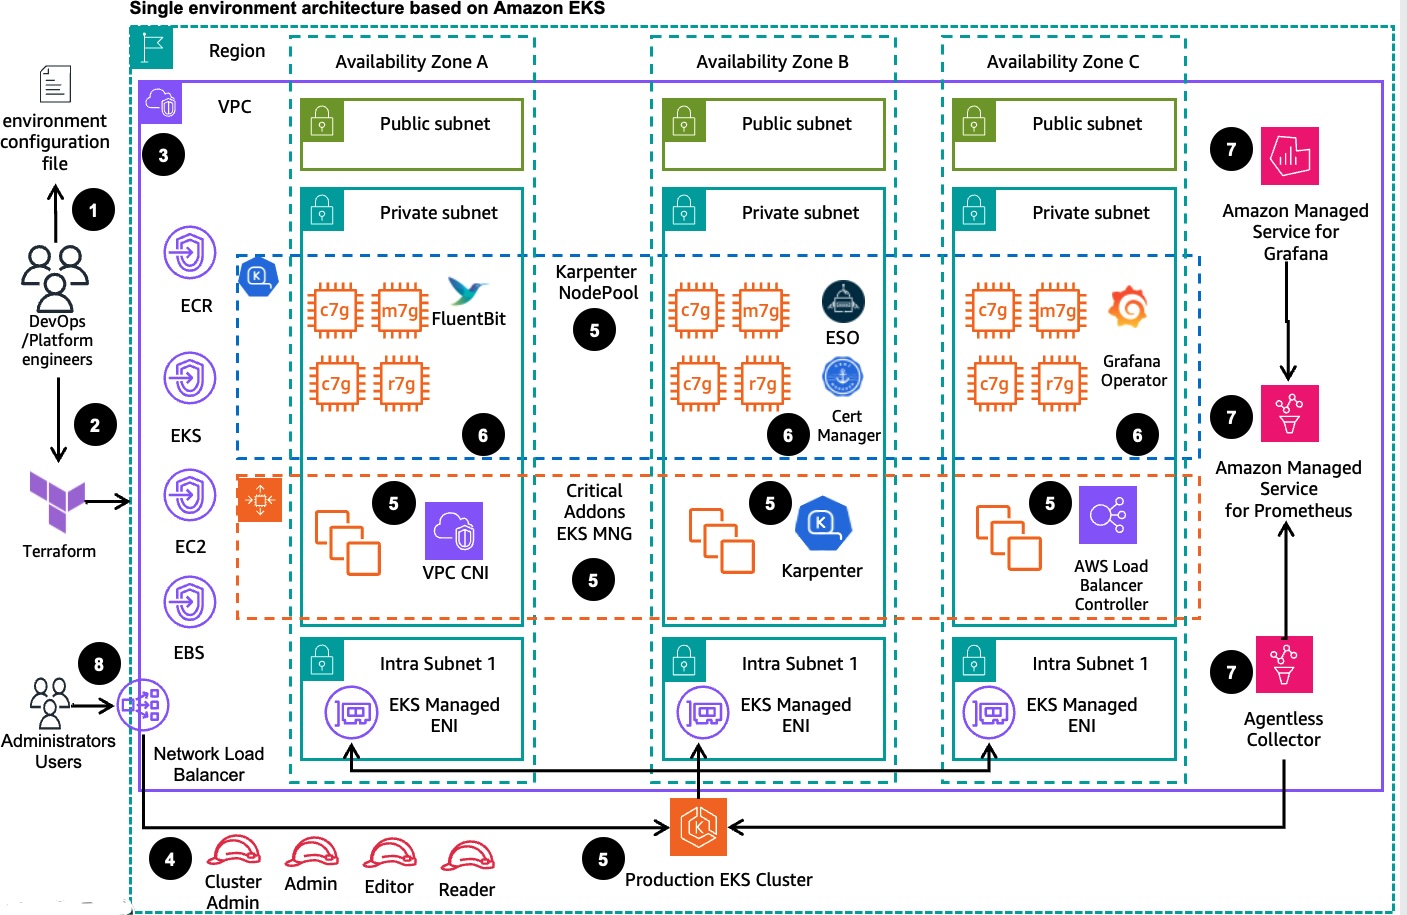 Single environment architecture based on Amazon EKS
Region
Availability Zone A
Availability Zone B
Availability Zone C
VPC
environment
configuration
file
3
1
DevOps
/Platform
engineers
2
Terraform
8
Administrators
Users
ECR
EKS
EC2
EBS
Network Load
Balancer
Public subnet
Public subnet
Public subnet
Private subnet
Private subnet
Private subnet
K
c7g
m7g
FluentBit
c7g
r7g
6
Karpenter
NodePool
5
c7g
m7g
ESO
c7g
r7g
Cert
Manager
6
c7g
m7g
Grafana
Operator
c7g
r7g
6
5
VPC CNI
Critical
Addons
EKS MNG
5
5
K
Karpenter
5
AWS Load
Balancer
Controller
Intra Subnet 1
EKS Managed
ENI
Intra Subnet 1
EKS Managed
ENI
Intra Subnet 1
EKS Managed
ENI
7
Amazon Managed
Service for
Grafana
7
Amazon Managed
Service
for Prometheus
7
Agentless
Collector
4
Cluster
Admin
Admin
Editor
Reader
5
K
Production EKS Cluster